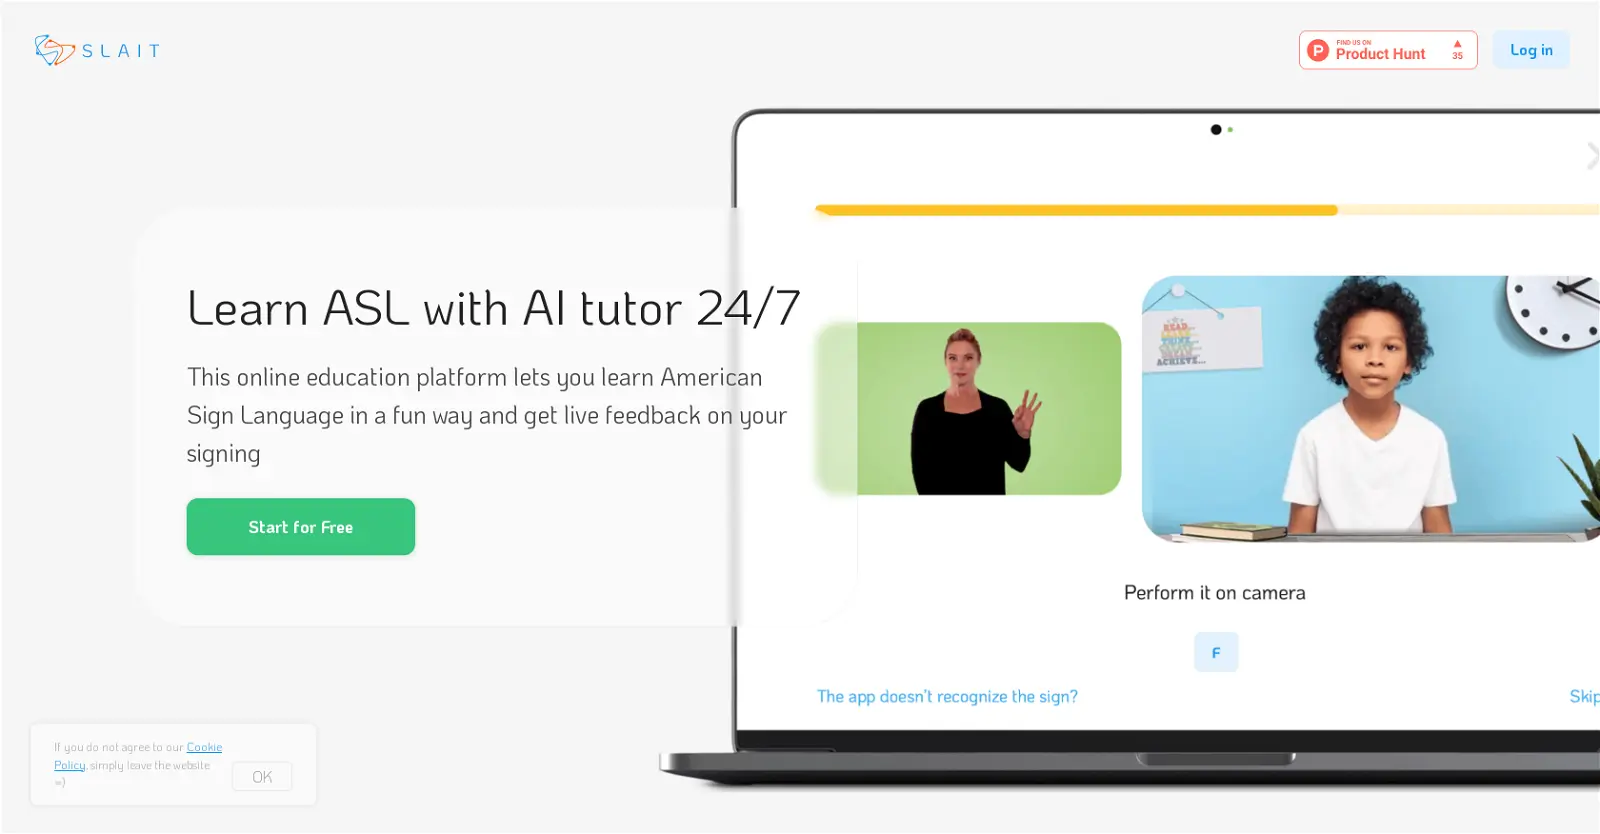 SLAIT
FIND US ON
Product Hunt
35
Log in
Learn ASL with AI tutor 24/7
This online education platform lets you learn American
Sign Language in a fun way and get live feedback on your
signing
Start for Free
READ
THINK
ACHIEVE...
Perform it on camera
F
The app doesn't recognize the sign?
Skip
If you do not agree to our Cookie
Policy, simply leave the website
=)
OK